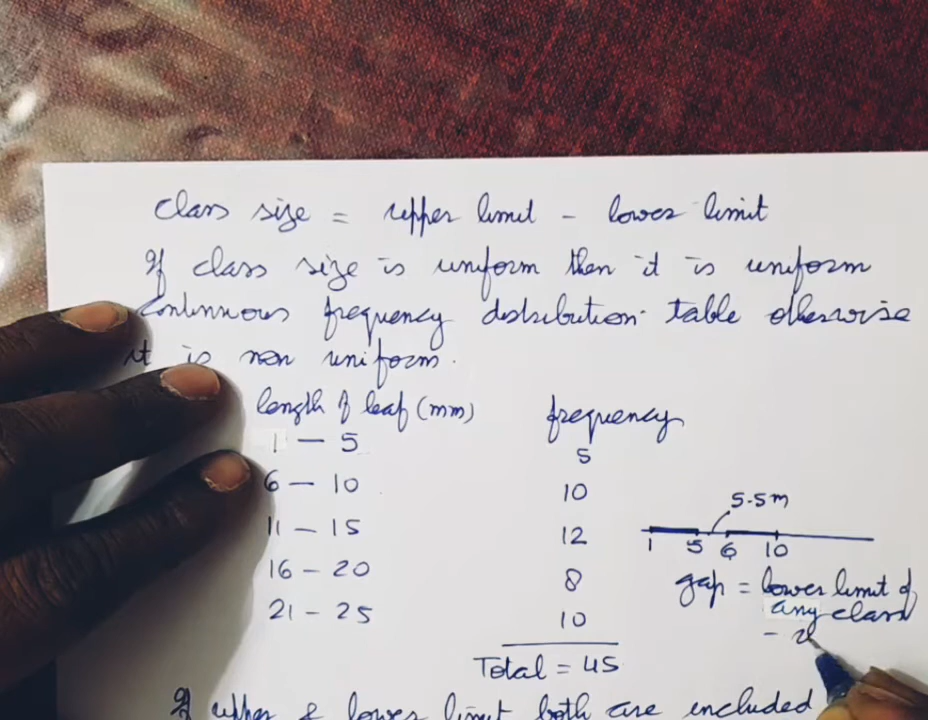 class size = upper limit - lower limit
If class size is uniform then it is uniform
continuous frequency distribution table otherwise
it is non uniform.
length of leaf (mm) frequency
1 - 5 5
6 - 10 10
11 - 15 12
16 - 20 8
21 - 25 10
Total = 45
5.5m
1 5 6 10
gap = lower limit of
any class
-
If upper & lower limit both are included